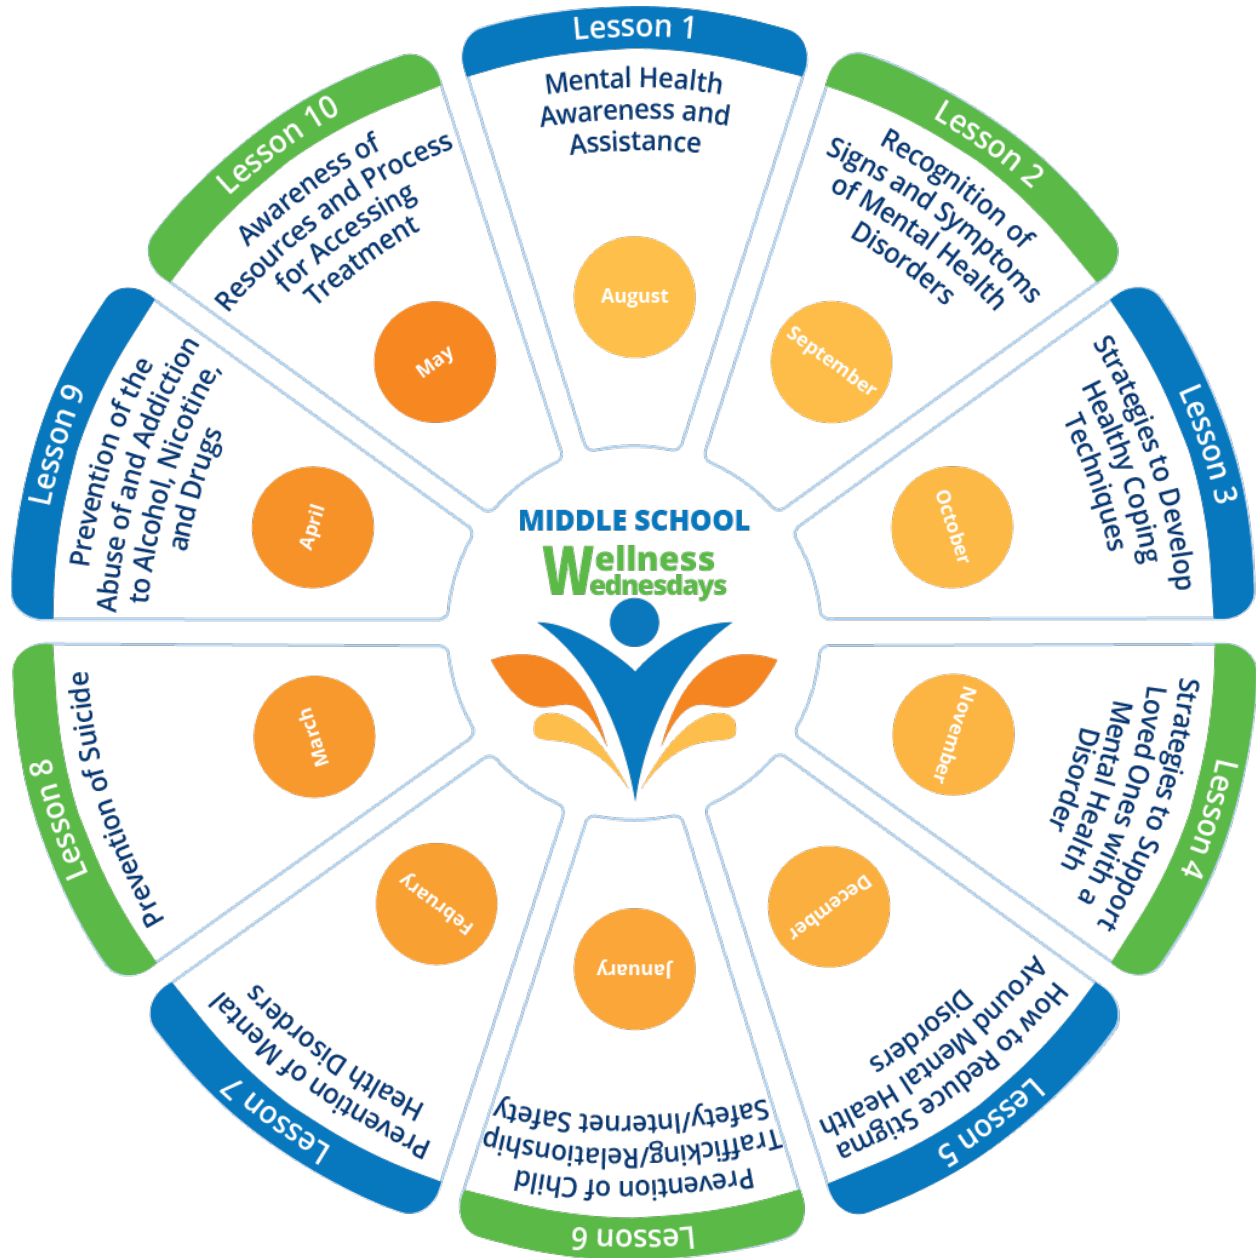 Lesson 1
Mental Health
Awareness and
Assistance
August
Lesson 2
Recognition of
Signs and Symptoms
of Mental Health
Disorders
September
Lesson 3
Strategies to Develop
Healthy Coping
Techniques
October
Lesson 4
Strategies to Support
Loved Ones with a
Mental Health a
Disorder
November
Lesson 5
How to Reduce Stigma
Around Mental Health
Disorders
December
Lesson 6
Prevention of Child
Trafficking/Relationship
Safety/Internet Safety
January
Lesson 7
Prevention of Mental
Health Disorders
February
Lesson 8
Prevention of Suicide
March
Lesson 9
Prevention of the
Abuse of and Addiction
to Alcohol, Nicotine,
and Drugs
April
Lesson 10
Awareness of
Resources and Process
for Accessing
Treatment
May
MIDDLE SCHOOL
Wellness
Wednesdays